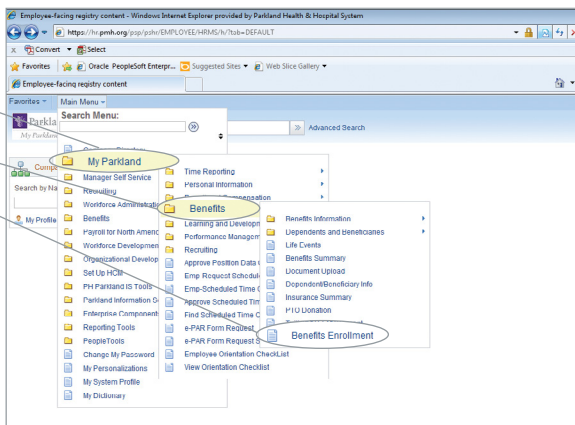 Employee-facing registry content - Windows Internet Explorer provided by Parkland Health & Hospital System
https://hr.pmh.org/psp/pshr/EMPLOYEE/HRMS/h/?tab=DEFAULT
x Convert Select
Favorites Oracle PeopleSoft Enterpr... Suggested Sites Web Slice Gallery
Employee-facing registry content
Favorites Main Menu
Search Menu:
Parkla
My Parkland
Advanced Search
My Parkland
Manager Self Service
Recruiting
Workforce Administratio
Benefits
Payroll for North Americ
Workforce Developmen
Organizational Develop
Set Up HCM
PH Parkland IS Tools
Parkland Information S
Enterprise Component
Reporting Tools
PeopleTools
Change My Password
My Personalizations
My System Profile
My Dictionary
Compa
Search by Na
My Profile
Time Reporting
Personal Information
Benefits
Learning and Developm
Performance Managem
Recruiting
Approve Position Data
Emp Request Schedul
Emp-Scheduled Time C
Approve Scheduled Tim
Find Scheduled Time C
e-PAR Form Request
e-PAR Form Request S
Employee Orientation CheckList
View Orientation Checklist
Benefits Information
Dependents and Beneficiaries
Life Events
Benefits Summary
Document Upload
Dependent/Beneficiary Info
Insurance Summary
PTO Donation
Benefits Enrollment